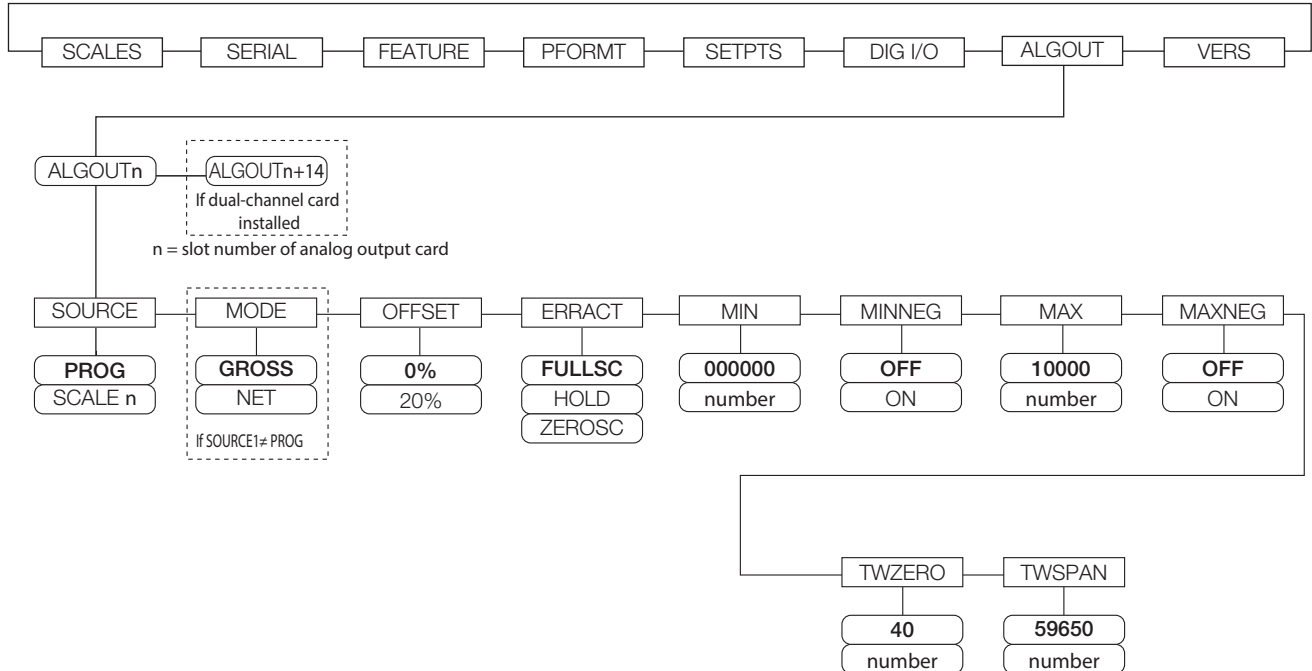 SCALES
SERIAL
FEATURE
PFORMT
SETPTS
DIG I/O
ALGOUT
VERS
ALGOUTn
ALGOUTn+14
If dual-channel card
installed
n = slot number of analog output card
SOURCE
MODE
OFFSET
ERRACT
MIN
MINNEG
MAX
MAXNEG
PROG
GROSS
0%
FULLSC
000000
OFF
10000
OFF
SCALE n
NET
20%
HOLD
number
ON
number
ON
ZEROSC
If SOURCE1≠ PROG
TWZERO
TWSPAN
40
59650
number
number